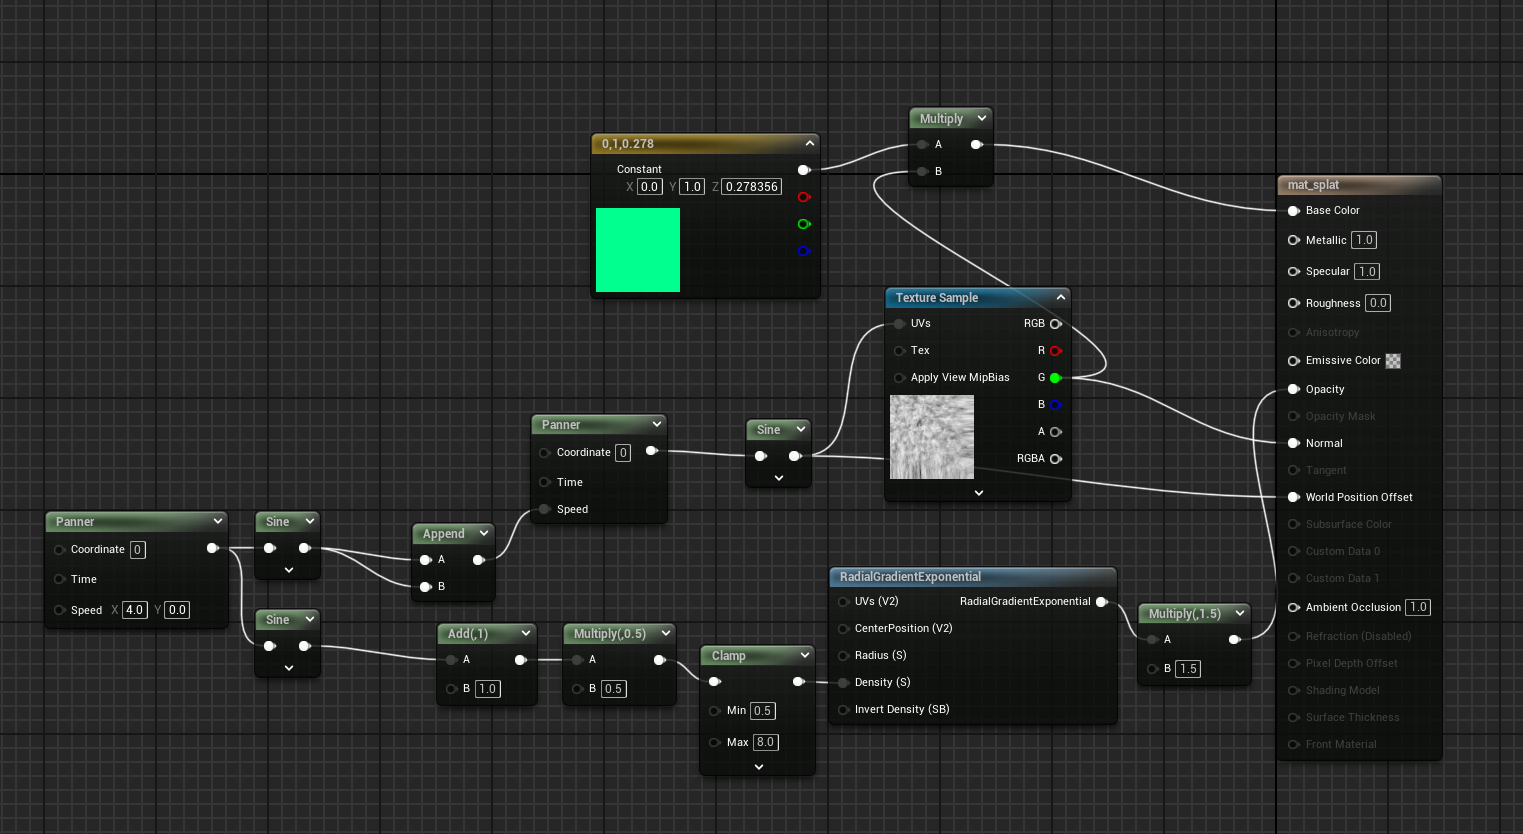 Multiply
A
B
0,1,0.278
Constant
X 0.0 Y 1.0 Z 0.278356
mat_splat
Base Color
Metallic 1.0
Specular 1.0
Roughness 0.0
Anisotropy
Emissive Color
Opacity
Opacity Mask
Normal
Tangent
World Position Offset
Subsurface Color
Custom Data 0
Custom Data 1
Ambient Occlusion 1.0
Refraction (Disabled)
Pixel Depth Offset
Shading Model
Surface Thickness
Front Material
Texture Sample
UVs RGB
Tex R
Apply View MipBias G
B
A
RGBA
Panner
Coordinate 0
Time
Speed
Sine
Panner
Coordinate 0
Time
Speed X 4.0 Y 0.0
Sine
Append
A
B
Sine
Add(,1)
A
B 1.0
Multiply(,0.5)
A
B 0.5
Clamp
Min 0.5
Max 8.0
RadialGradientExponential
UVs (V2) RadialGradientExponential
CenterPosition (V2)
Radius (S)
Density (S)
Invert Density (SB)
Multiply(,1.5)
A
B 1.5